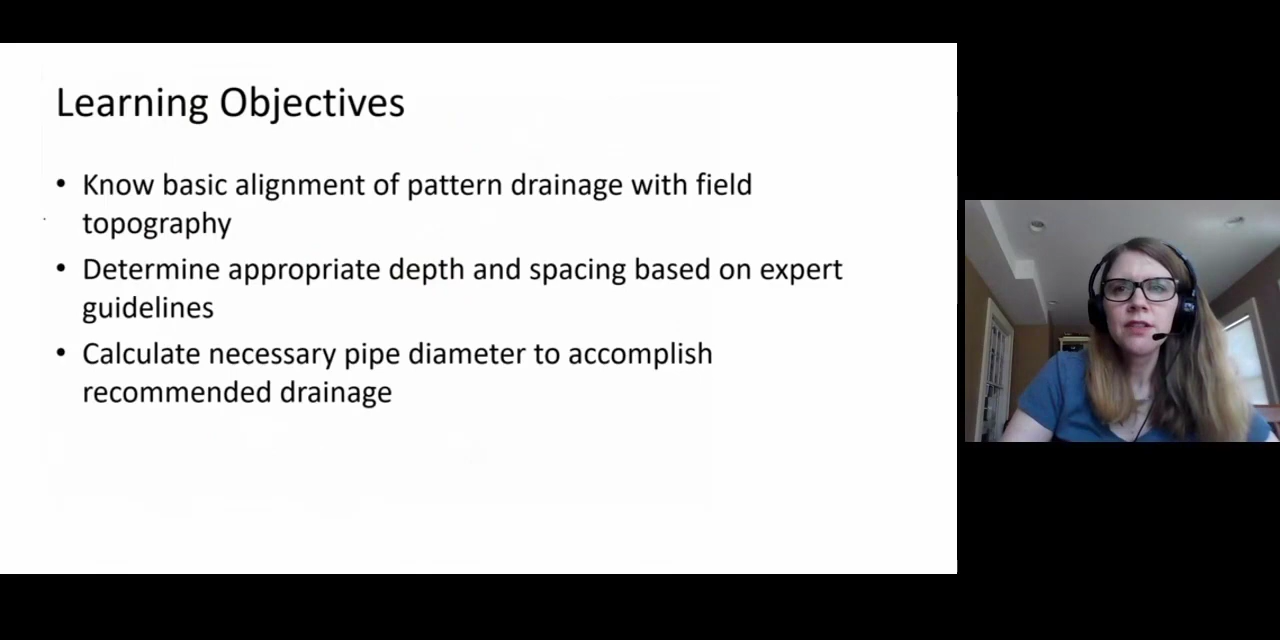 Learning Objectives
• Know basic alignment of pattern drainage with field
topography
• Determine appropriate depth and spacing based on expert
guidelines
• Calculate necessary pipe diameter to accomplish
recommended drainage